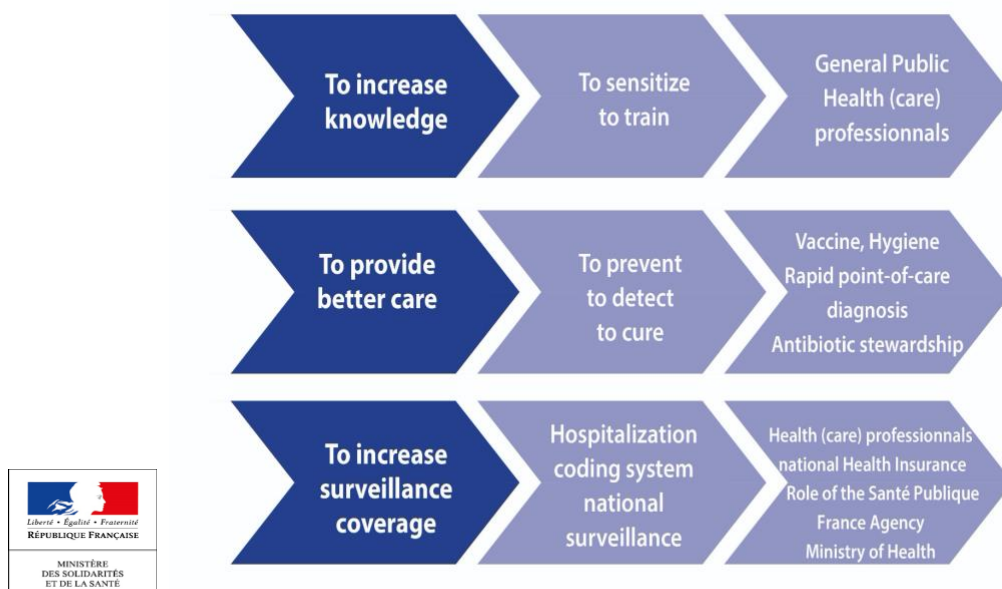 To increase
knowledge
To sensitize
to train
General Public
Health (care)
professionnals
To provide
better care
To prevent
to detect
to cure
Vaccine, Hygiene
Rapid point-of-care
diagnosis
Antibiotic stewardship
To increase
surveillance
coverage
Hospitalization
coding system
national
surveillance
Health (care) professionnals
national Health Insurance
Role of the Santé Publique
France Agency
Ministry of Health
Liberté • Égalité • Fraternité
RÉPUBLIQUE FRANÇAISE
MINISTÈRE
DES SOLIDARITÉS
ET DE LA SANTÉ